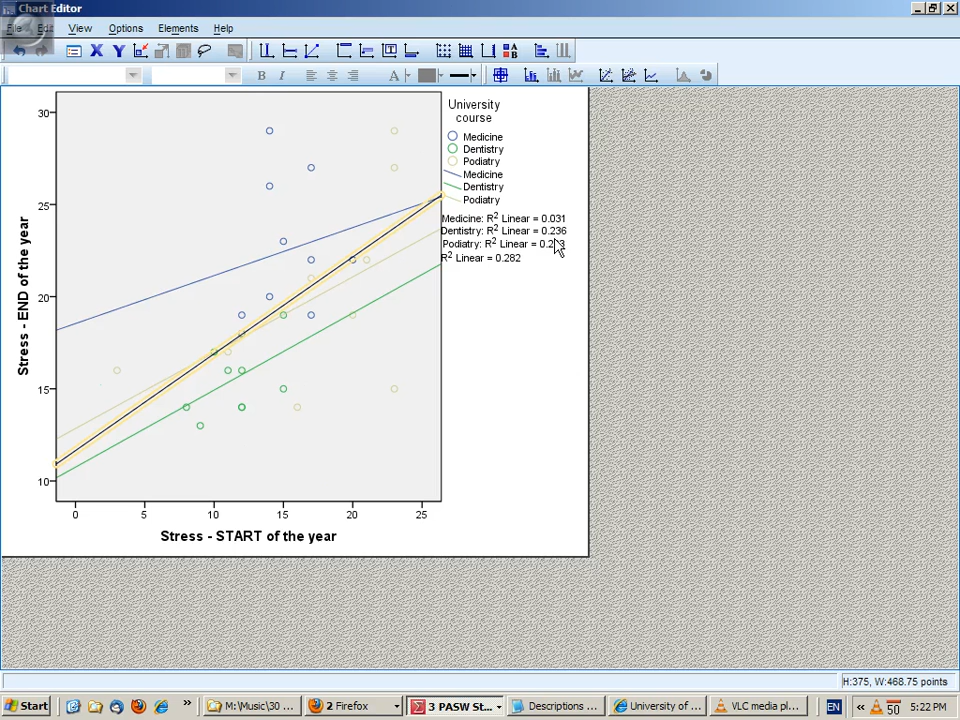 Chart Editor
File Edit View Options Elements Help
B I A
University
course
Medicine
Dentistry
Podiatry
Medicine
Dentistry
Podiatry
Medicine: R2 Linear = 0.031
Dentistry: R2 Linear = 0.236
Podiatry: R2 Linear =
R2 Linear = 0.282
30
25
20
15
10
Stress - END of the year
0 5 10 15 20 25
Stress - START of the year
H:375, W:468.75 points
Start » M:\Music\30 ... 2 Firefox 3 PASW St... Descriptions ... University of ... VLC media pl... EN « 50 5:22 PM